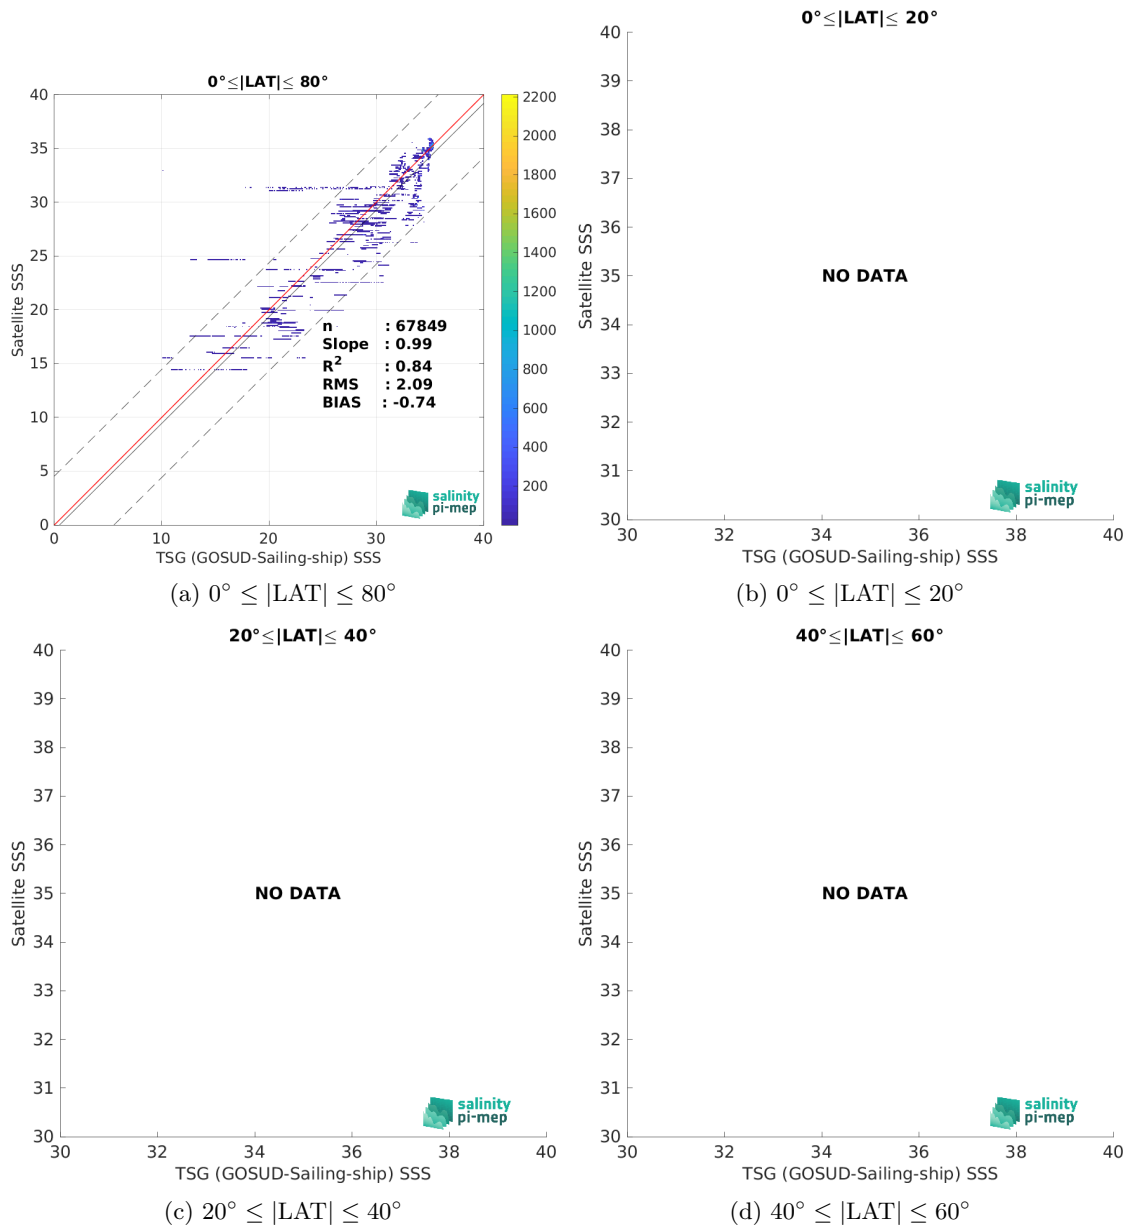 0°≤|LAT|≤ 80°
40
35
30
25
20
15
10
5
0
Satellite SSS
0
10
20
30
40
TSG (GOSUD-Sailing-ship) SSS
2200
2000
1800
1600
1400
1200
1000
800
600
400
200
n : 67849
Slope : 0.99
R² : 0.84
RMS : 2.09
BIAS : -0.74
salinity
pi-mep
(a) 0° ≤ |LAT| ≤ 80°
0°≤|LAT|≤ 20°
40
39
38
37
36
35
34
33
32
31
30
Satellite SSS
NO DATA
salinity
pi-mep
30
32
34
36
38
40
TSG (GOSUD-Sailing-ship) SSS
(b) 0° ≤ |LAT| ≤ 20°
20°≤|LAT|≤ 40°
40
39
38
37
36
35
34
33
32
31
30
Satellite SSS
NO DATA
salinity
pi-mep
30
32
34
36
38
40
TSG (GOSUD-Sailing-ship) SSS
(c) 20° ≤ |LAT| ≤ 40°
40°≤|LAT|≤ 60°
40
39
38
37
36
35
34
33
32
31
30
Satellite SSS
NO DATA
salinity
pi-mep
30
32
34
36
38
40
TSG (GOSUD-Sailing-ship) SSS
(d) 40° ≤ |LAT| ≤ 60°